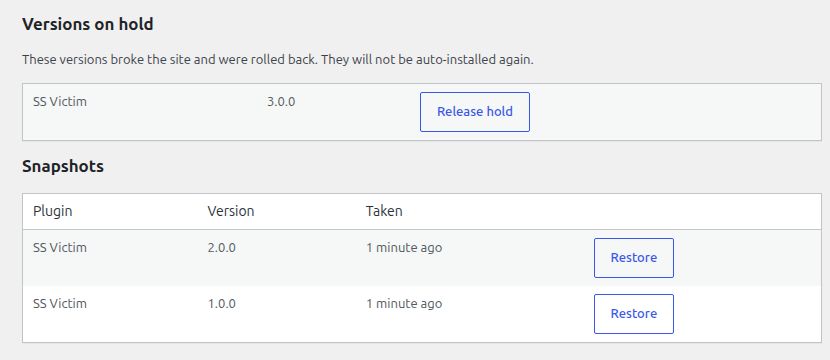 Versions on hold
These versions broke the site and were rolled back. They will not be auto-installed again.
SS Victim 3.0.0 Release hold
Snapshots
Plugin Version Taken
SS Victim 2.0.0 1 minute ago Restore
SS Victim 1.0.0 1 minute ago Restore